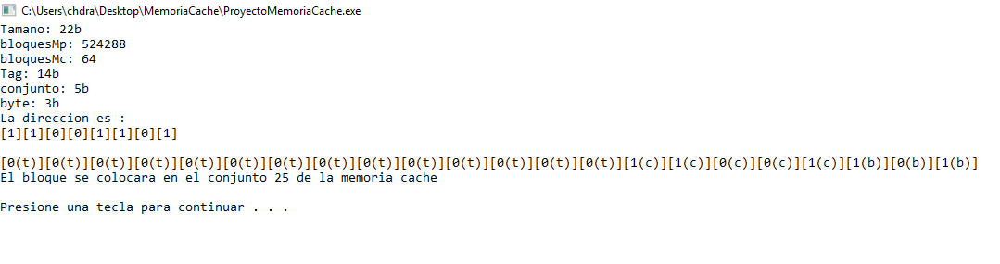 C:\Users\chdra\Desktop\MemoriaCache\ProyectoMemoriaCache.exe
Tamano: 22b
bloquesMp: 524288
bloquesMc: 64
Tag: 14b
conjunto: 5b
byte: 3b
La direccion es :
[1][1][0][0][1][1][0][1]
[0(t)][0(t)][0(t)][0(t)][0(t)][0(t)][0(t)][0(t)][0(t)][0(t)][0(t)][0(t)][0(t)][0(t)][1(c)][1(c)][0(c)][0(c)][1(c)][1(b)][0(b)][1(b)]
El bloque se colocara en el conjunto 25 de la memoria cache
Presione una tecla para continuar . . .